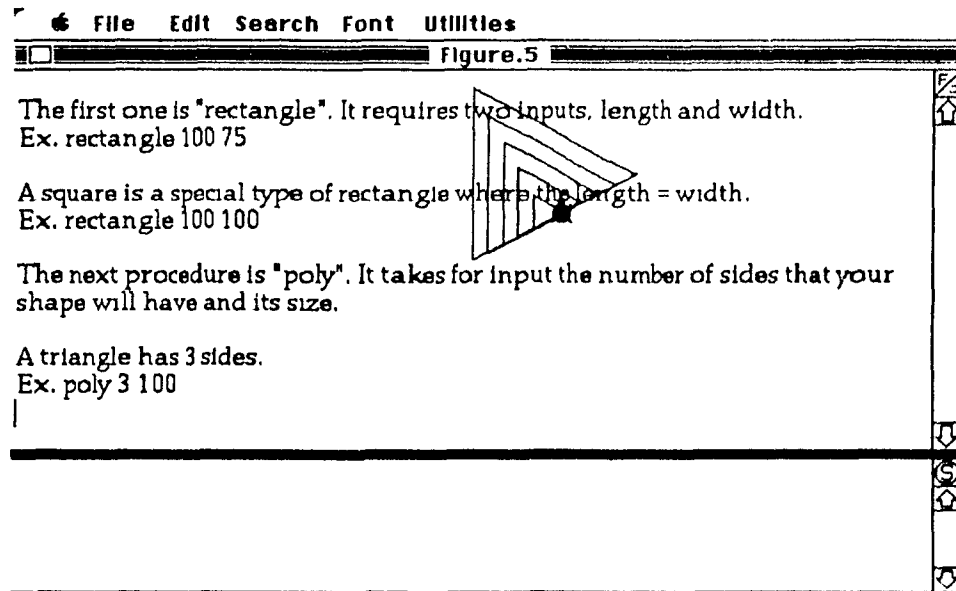 File Edit Search Font Utilities
Figure.5
The first one is "rectangle". It requires two inputs, length and width.
Ex. rectangle 100 75
A square is a special type of rectangle where the length = width.
Ex. rectangle 100 100
The next procedure is "poly". It takes for input the number of sides that your
shape will have and its size.
A triangle has 3 sides.
Ex. poly 3 100
S